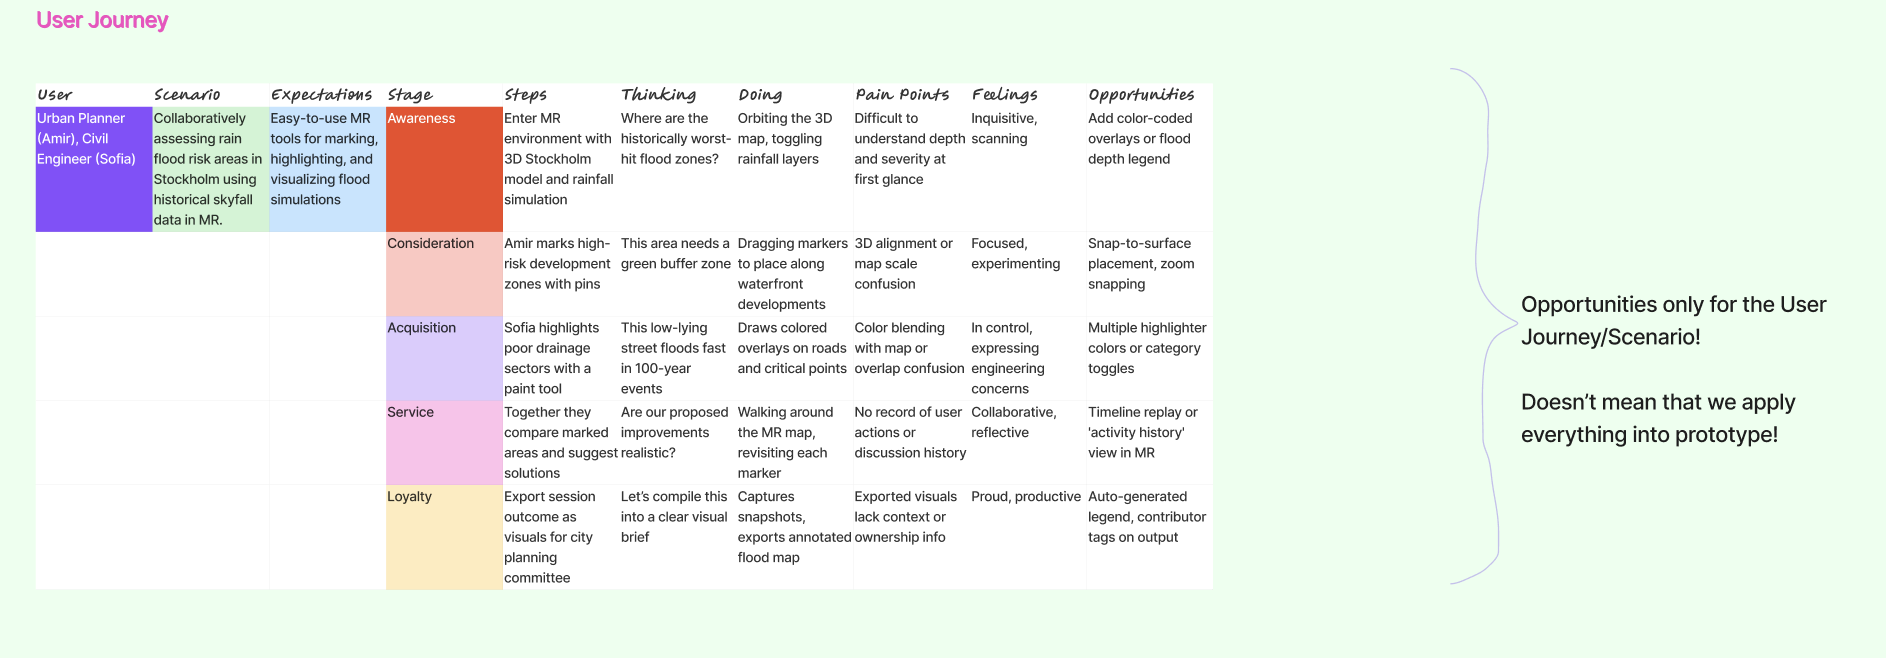 User Journey
User
Scenario
Expectations
Stage
Steps
Thinking
Doing
Pain Points
Feelings
Opportunities
Urban Planner
(Amir), Civil
Engineer (Sofia)
Collaboratively
assessing rain
flood risk areas in
Stockholm using
historical skyfall
data in MR.
Easy-to-use MR
tools for marking,
highlighting, and
visualizing flood
simulations
Awareness
Enter MR
environment with
3D Stockholm
model and rainfall
simulation
Where are the
historically worst-
hit flood zones?
Orbiting the 3D
map, toggling
rainfall layers
Difficult to
understand depth
and severity at
first glance
Inquisitive,
scanning
Add color-coded
overlays or flood
depth legend
Consideration
Amir marks high-
risk development
zones with pins
This area needs a
green buffer zone
Dragging markers
to place along
waterfront
developments
3D alignment or
map scale
confusion
Focused,
experimenting
Snap-to-surface
placement, zoom
snapping
Acquisition
Sofia highlights
poor drainage
sectors with a
paint tool
This low-lying
street floods fast
in 100-year
events
Draws colored
overlays on roads
and critical points
Color blending
with map or
overlap confusion
In control,
expressing
engineering
concerns
Multiple highlighter
colors or category
toggles
Service
Together they
compare marked
areas and suggest
solutions
Are our proposed
improvements
realistic?
Walking around
the MR map,
revisiting each
marker
No record of user
actions or
discussion history
Collaborative,
reflective
Timeline replay or
'activity history'
view in MR
Loyalty
Export session
outcome as
visuals for city
planning
committee
Let's compile this
into a clear visual
brief
Captures
snapshots,
exports annotated
flood map
Exported visuals
lack context or
ownership info
Proud, productive
Auto-generated
legend, contributor
tags on output
Opportunities only for the User
Journey/Scenario!
Doesn't mean that we apply
everything into prototype!